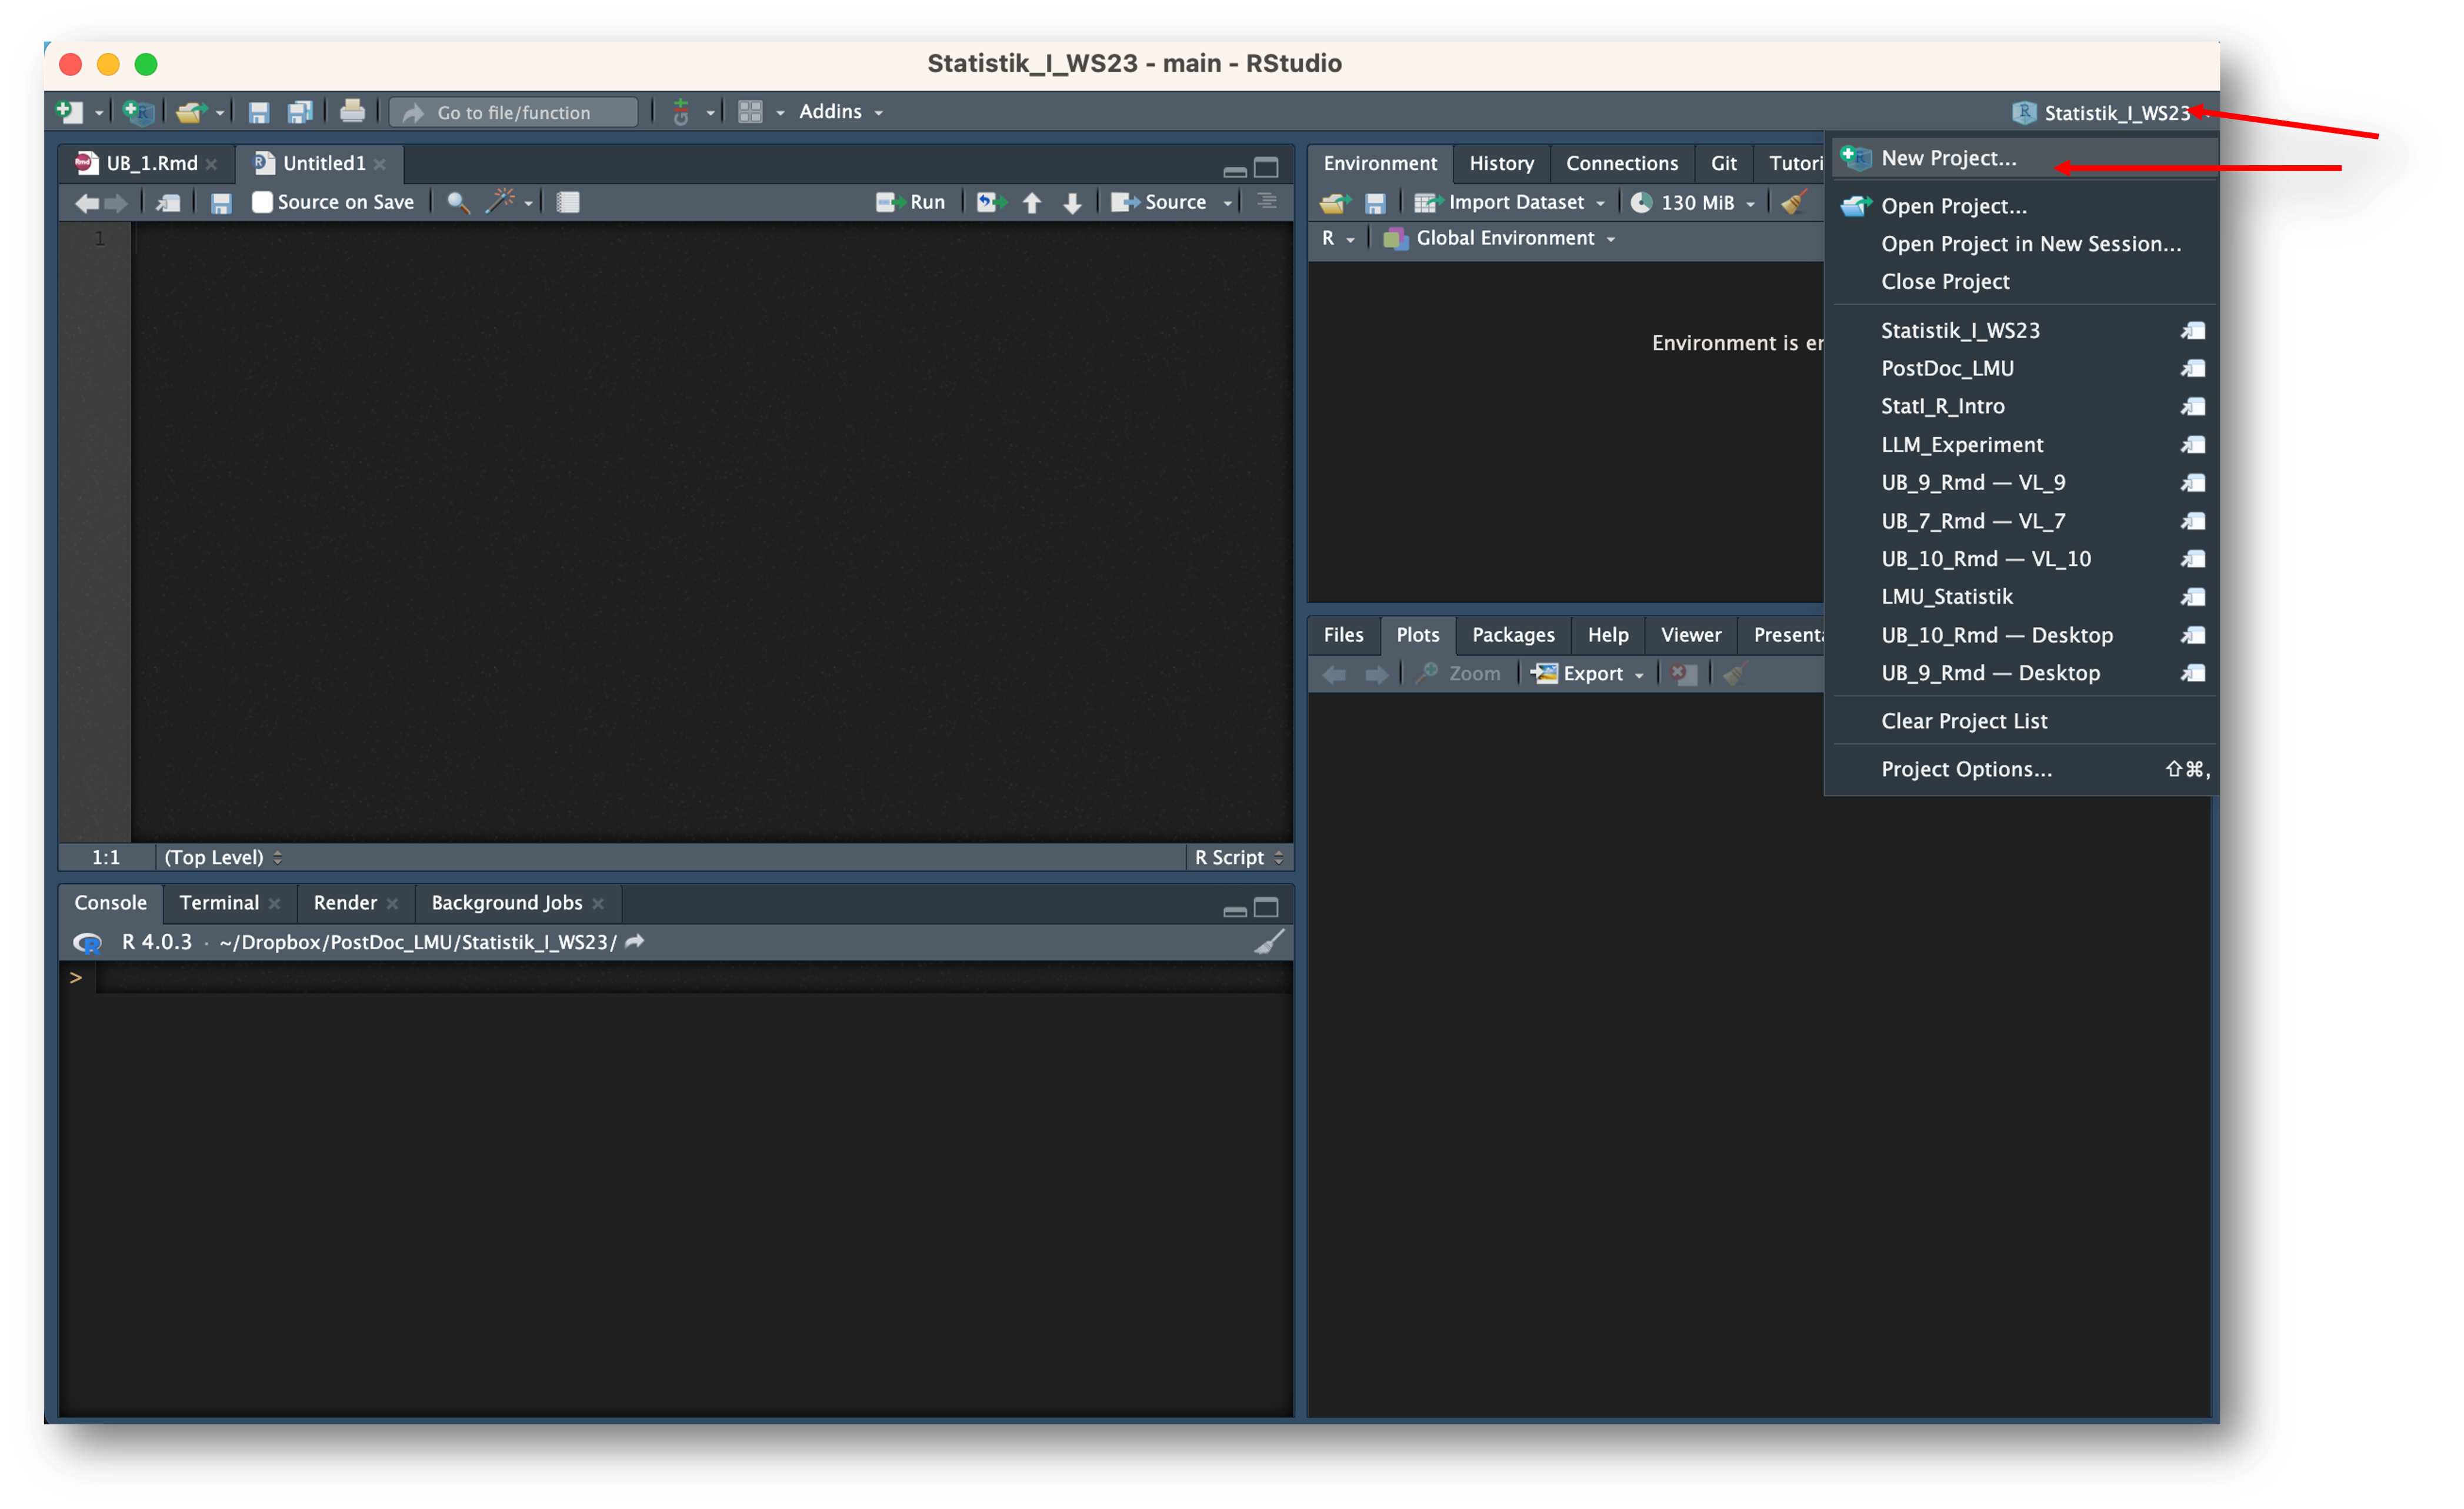 Statistik_I_WS23 - main - RStudio
Go to file/function
Addins
Statistik_I_WS23
UB_1.Rmd
Untitled1
Source on Save
Run
Source
1
1:1
(Top Level)
R Script
Console
Terminal
Render
Background Jobs
R 4.0.3 · ~/Dropbox/PostDoc_LMU/Statistik_I_WS23/
>
Environment
History
Connections
Git
Tutori
Import Dataset
130 MiB
R
Global Environment
Environment is
Files
Plots
Packages
Help
Viewer
Present
Zoom
Export
New Project...
Open Project...
Open Project in New Session...
Close Project
Statistik_I_WS23
PostDoc_LMU
StatI_R_Intro
LLM_Experiment
UB_9_Rmd — VL_9
UB_7_Rmd — VL_7
UB_10_Rmd — VL_10
LMU_Statistik
UB_10_Rmd — Desktop
UB_9_Rmd — Desktop
Clear Project List
Project Options... ⇧⌘,